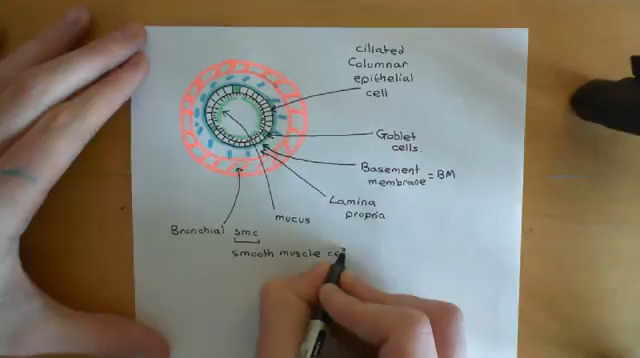 ciliated
Columnar
epithelial
cell
Goblet
cells.
Basement
membrane = BM
Lamina
propria
mucus
Bronchial smc
smooth muscle ce